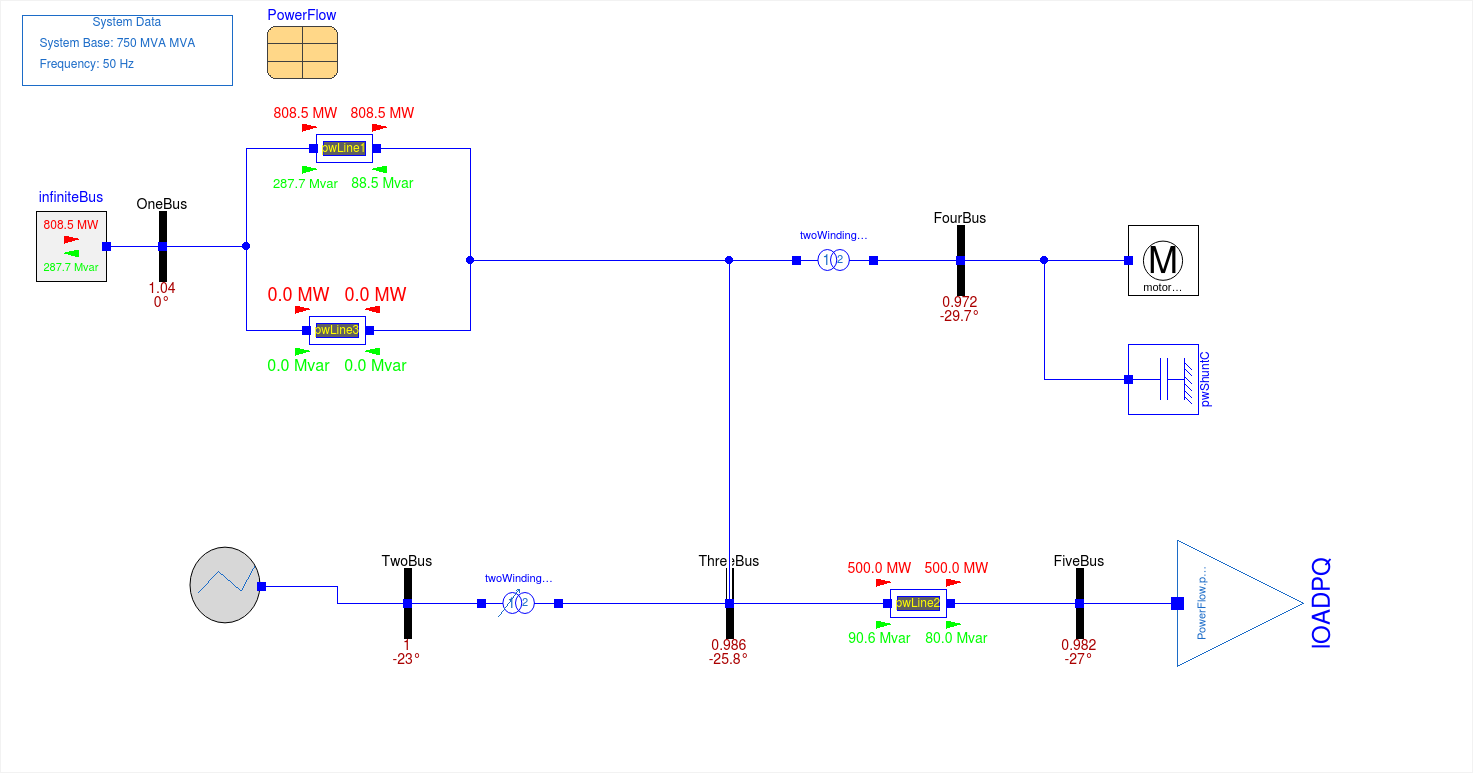 System Data
System Base: 750 MVA MVA
Frequency: 50 Hz
PowerFlow
808.5 MW 808.5 MW
owLine1
287.7 Mvar 88.5 Mvar
infiniteBus
808.5 MW
287.7 Mvar
OneBus
1.04
0°
0.0 MW 0.0 MW
owLine3
0.0 Mvar 0.0 Mvar
twoWinding...
1 2
FourBus
0.972
-29.7°
M
motor...
pwShuntC
TwoBus
1
-23°
twoWinding...
1 2
ThreeBus
0.986
-25.8°
500.0 MW 500.0 MW
owLine2
90.6 Mvar 80.0 Mvar
FiveBus
0.982
-27°
PowerFlow.p...
lOADPQ